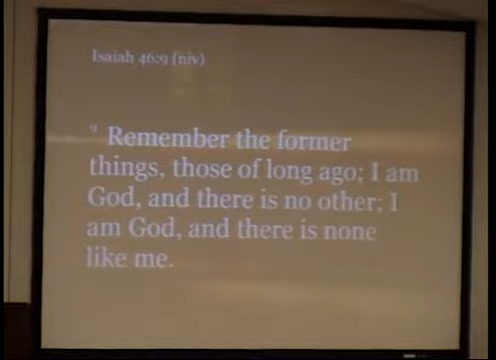 Isaiah 46:9 (niv)
9 Remember the former
things, those of long ago; I am
God, and there is no other; I
am God, and there is none
like me.